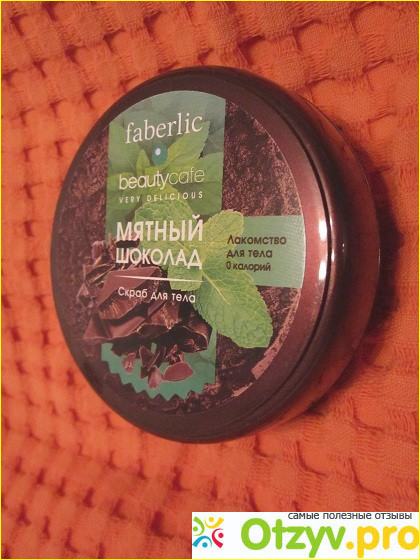 faberlic
beautycafe
VERY DELICIOUS
МЯТНЫЙ
ШОКОЛАД
Скраб для тела
Лакомство
для тела
0 калорий
самые полезные отзывы
Otzyv.pro